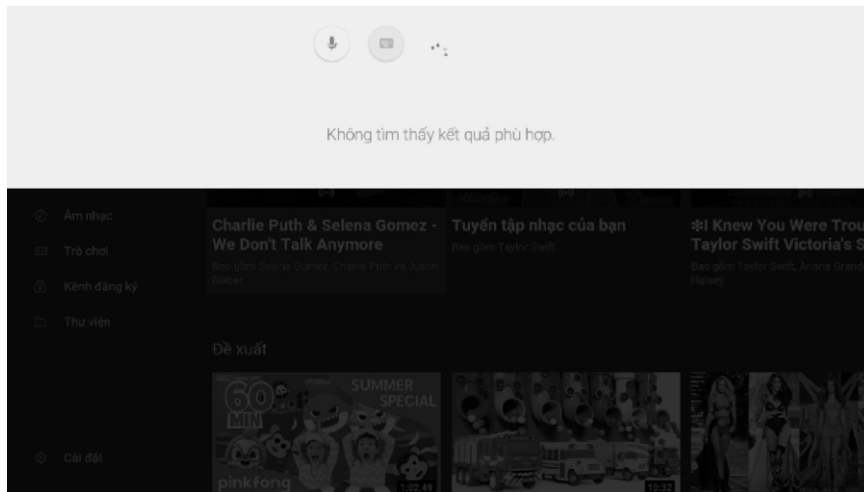 Không tìm thấy kết quả phù hợp.
Âm nhạc
Trò chơi
Kênh đăng ký
Thư viện
Cài đặt
Charlie Puth & Selena Gomez -
We Don't Talk Anymore
Bao gồm Selena Gomez, Charlie Puth và Justin
Bieber
Tuyển tập nhạc của bạn
Bao gồm Taylor Swift
❄I Knew You Were Trou
Taylor Swift Victoria's S
Bao gồm Taylor Swift, Ariana Grand
Halsey
Đề xuất
60
MIN
SUMMER
SPECIAL
pinkfong
1:02:49
10:32